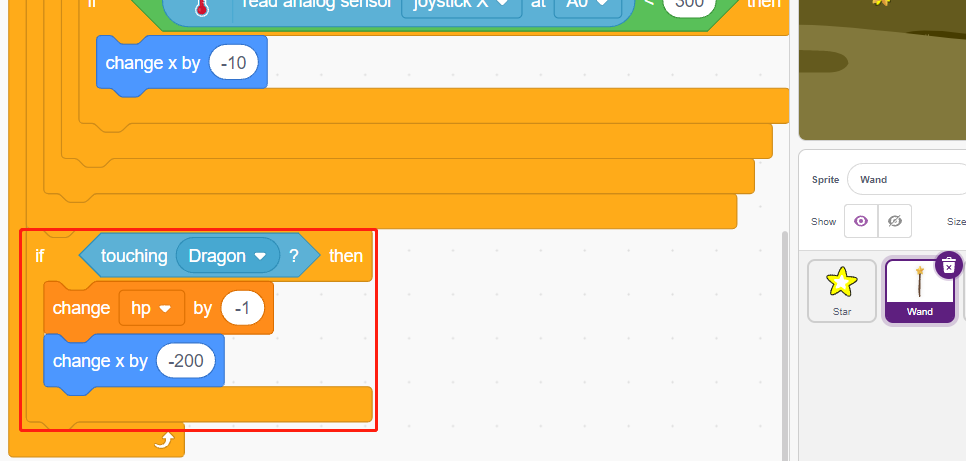 if read analog sensor joystick X at A0 < 300 then
change x by -10
Sprite Wand
Show Size
if touching Dragon ? then
change hp by -1
change x by -200
Star
Wand